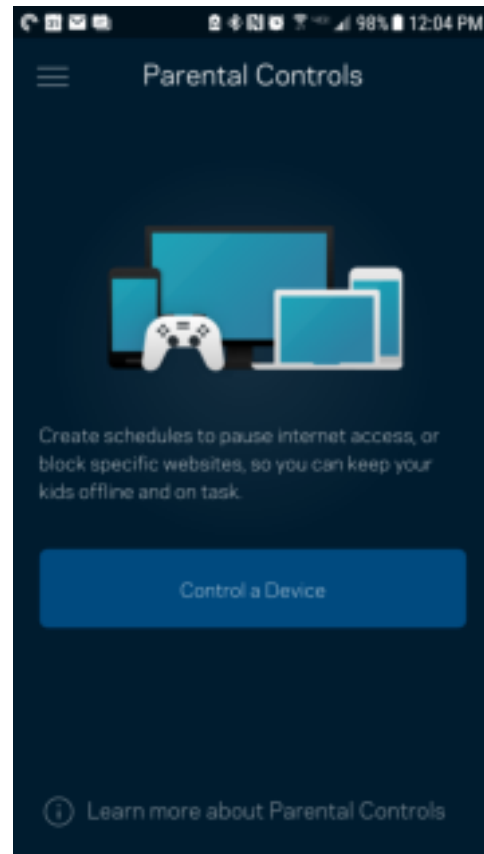 98% 12:04 PM
Parental Controls
Create schedules to pause internet access, or
block specific websites, so you can keep your
kids offline and on task.
Control a Device
Learn more about Parental Controls